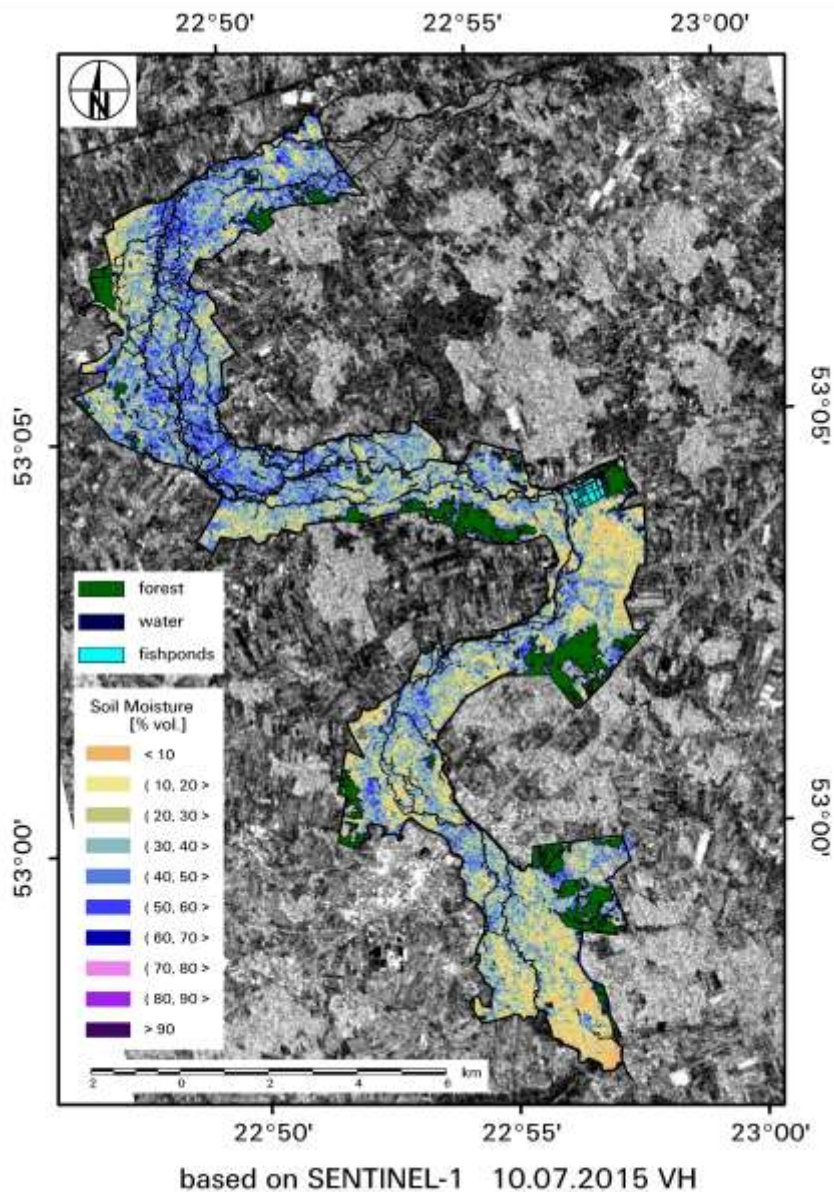 22°50' 22°55' 23°00'
N
53°05' 53°05'
forest
water
fishponds
Soil Moisture
[% vol.]
< 10
( 10, 20 >
( 20, 30 >
( 30, 40 >
( 40, 50 >
( 50, 60 >
( 60, 70 >
( 70, 80 >
( 80, 90 >
> 90
53°00' 53°00'
km
2 0 2 4 6
22°50' 22°55' 23°00'
based on SENTINEL-1 10.07.2015 VH